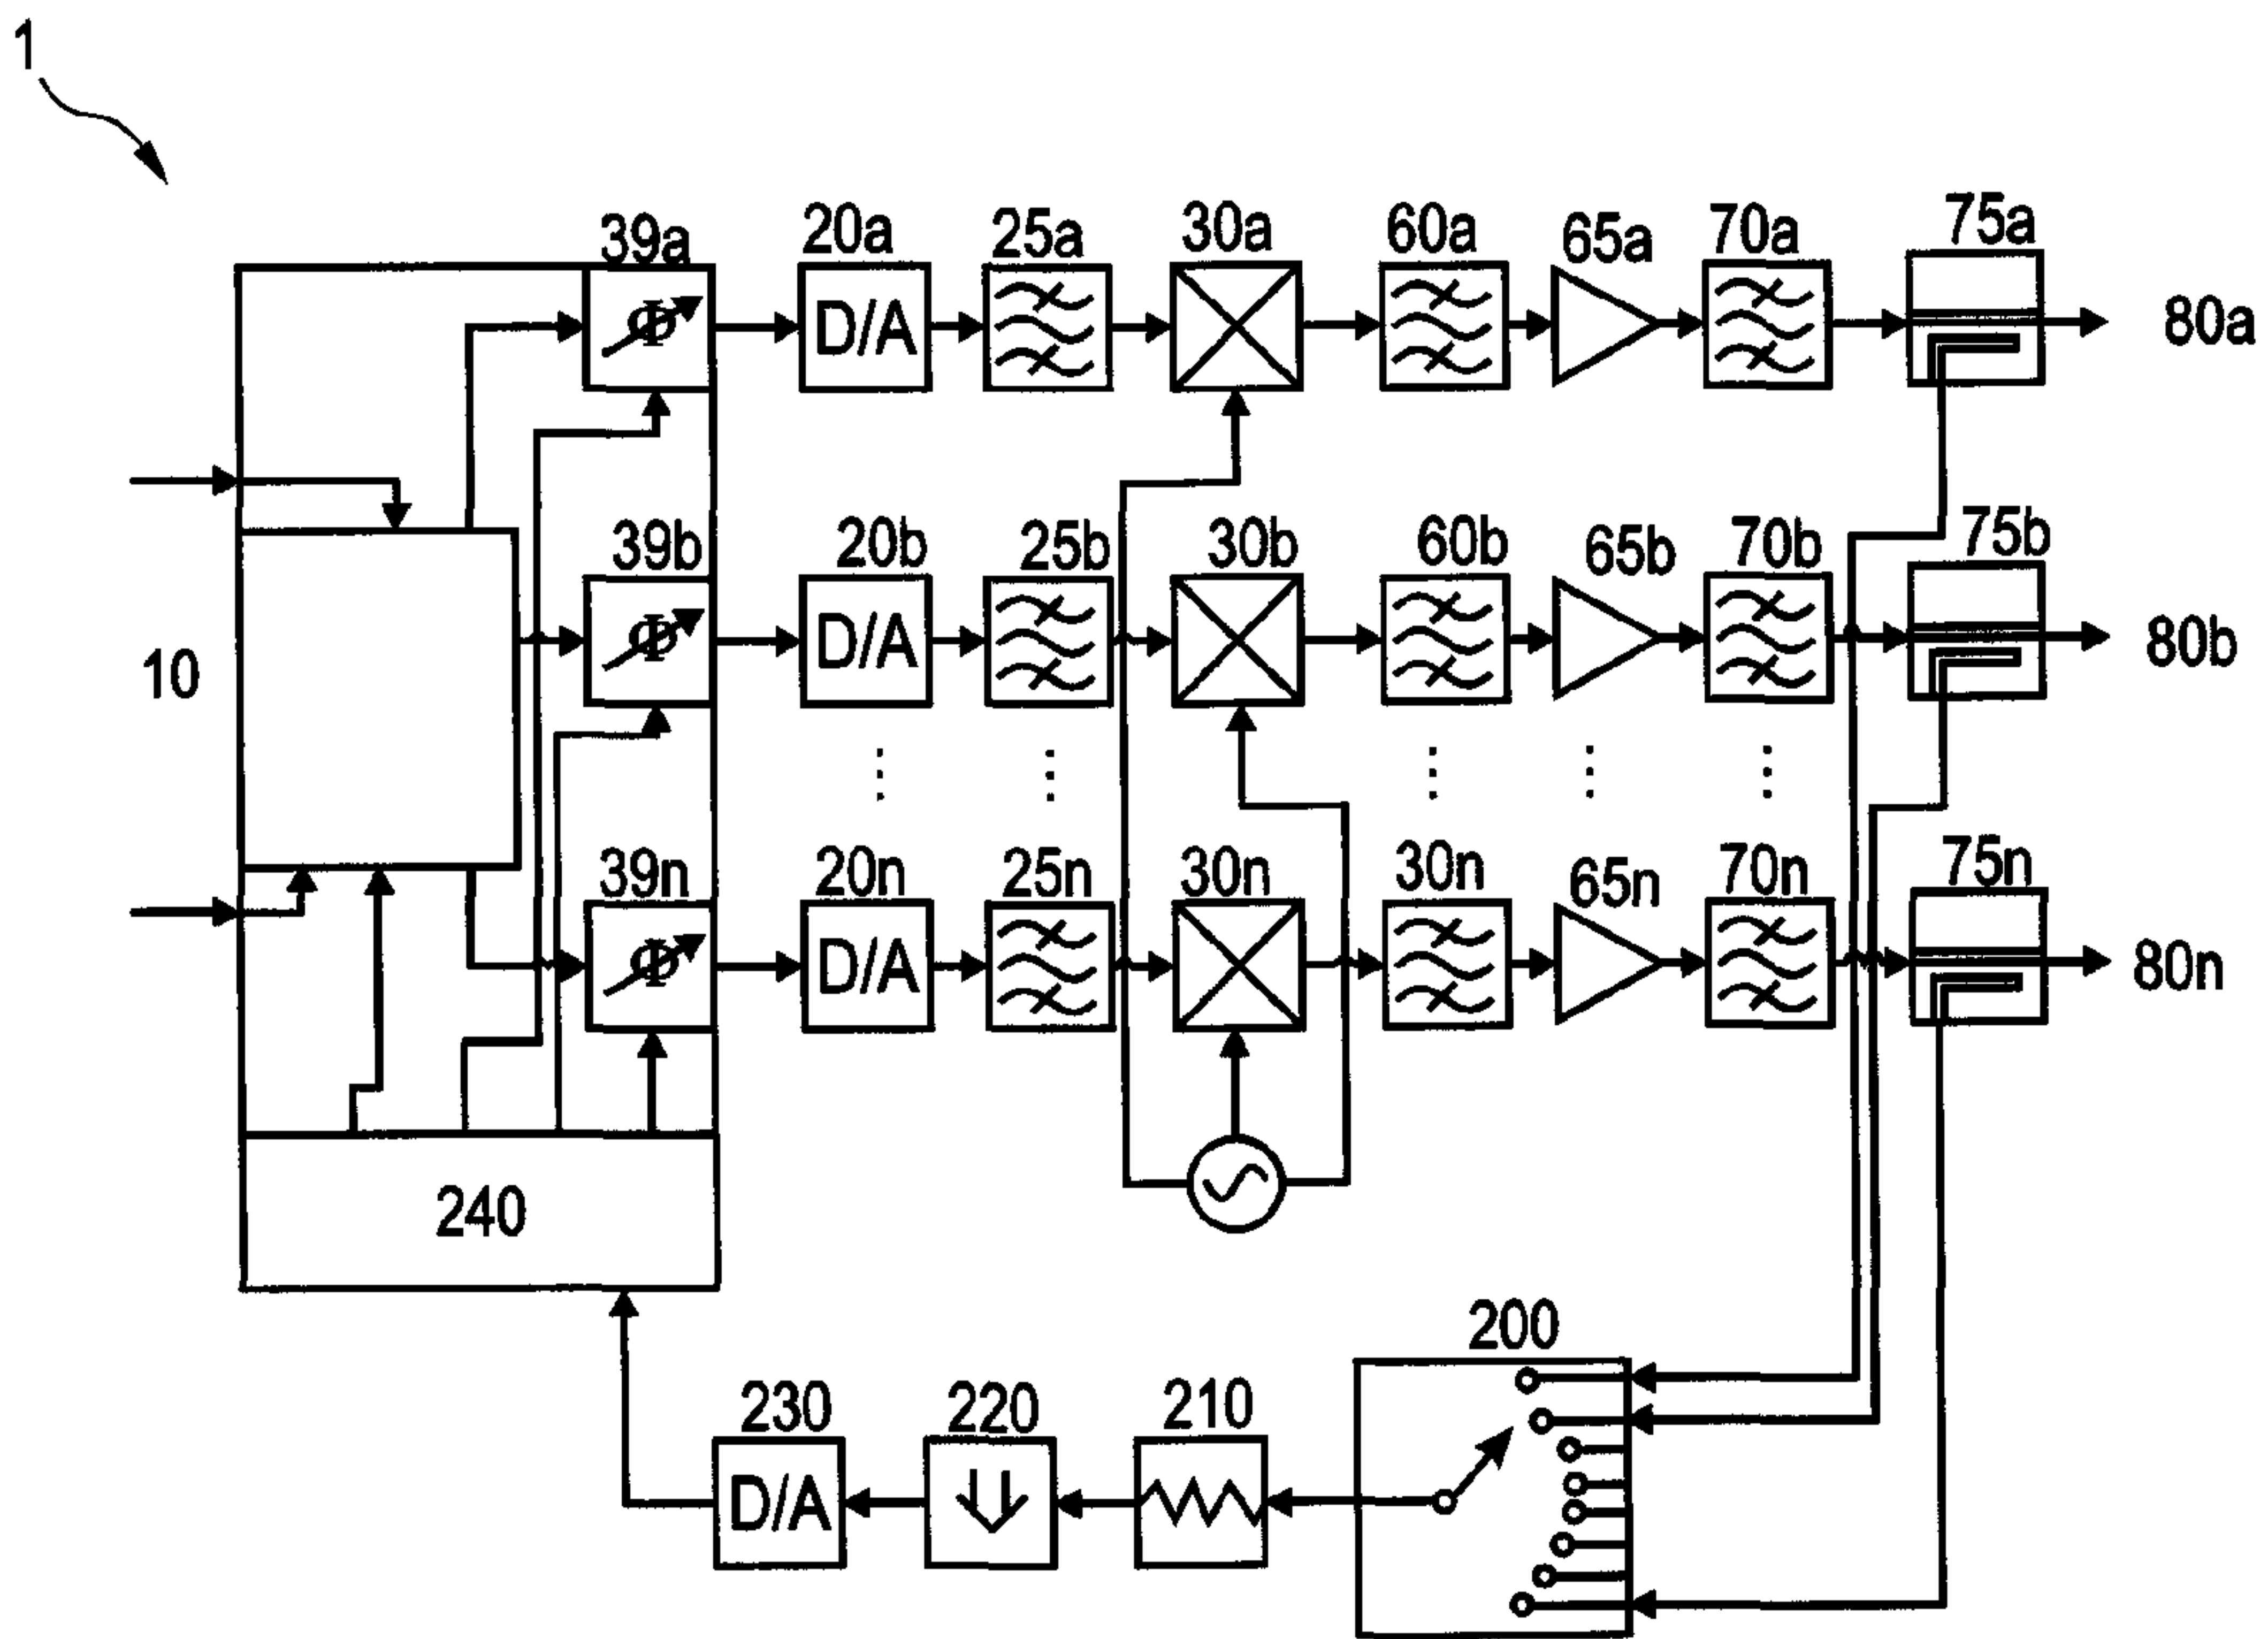 1
39a 20a 25a 30a 60a 65a 70a 75a
Φ D/A 80a
39b 20b 25b 30b 60b 65b 70b 75b
Φ D/A 80b
10
39n 20n 25n 30n 30n 65n 70n 75n
Φ D/A 80n
240
200
230 220 210
D/A